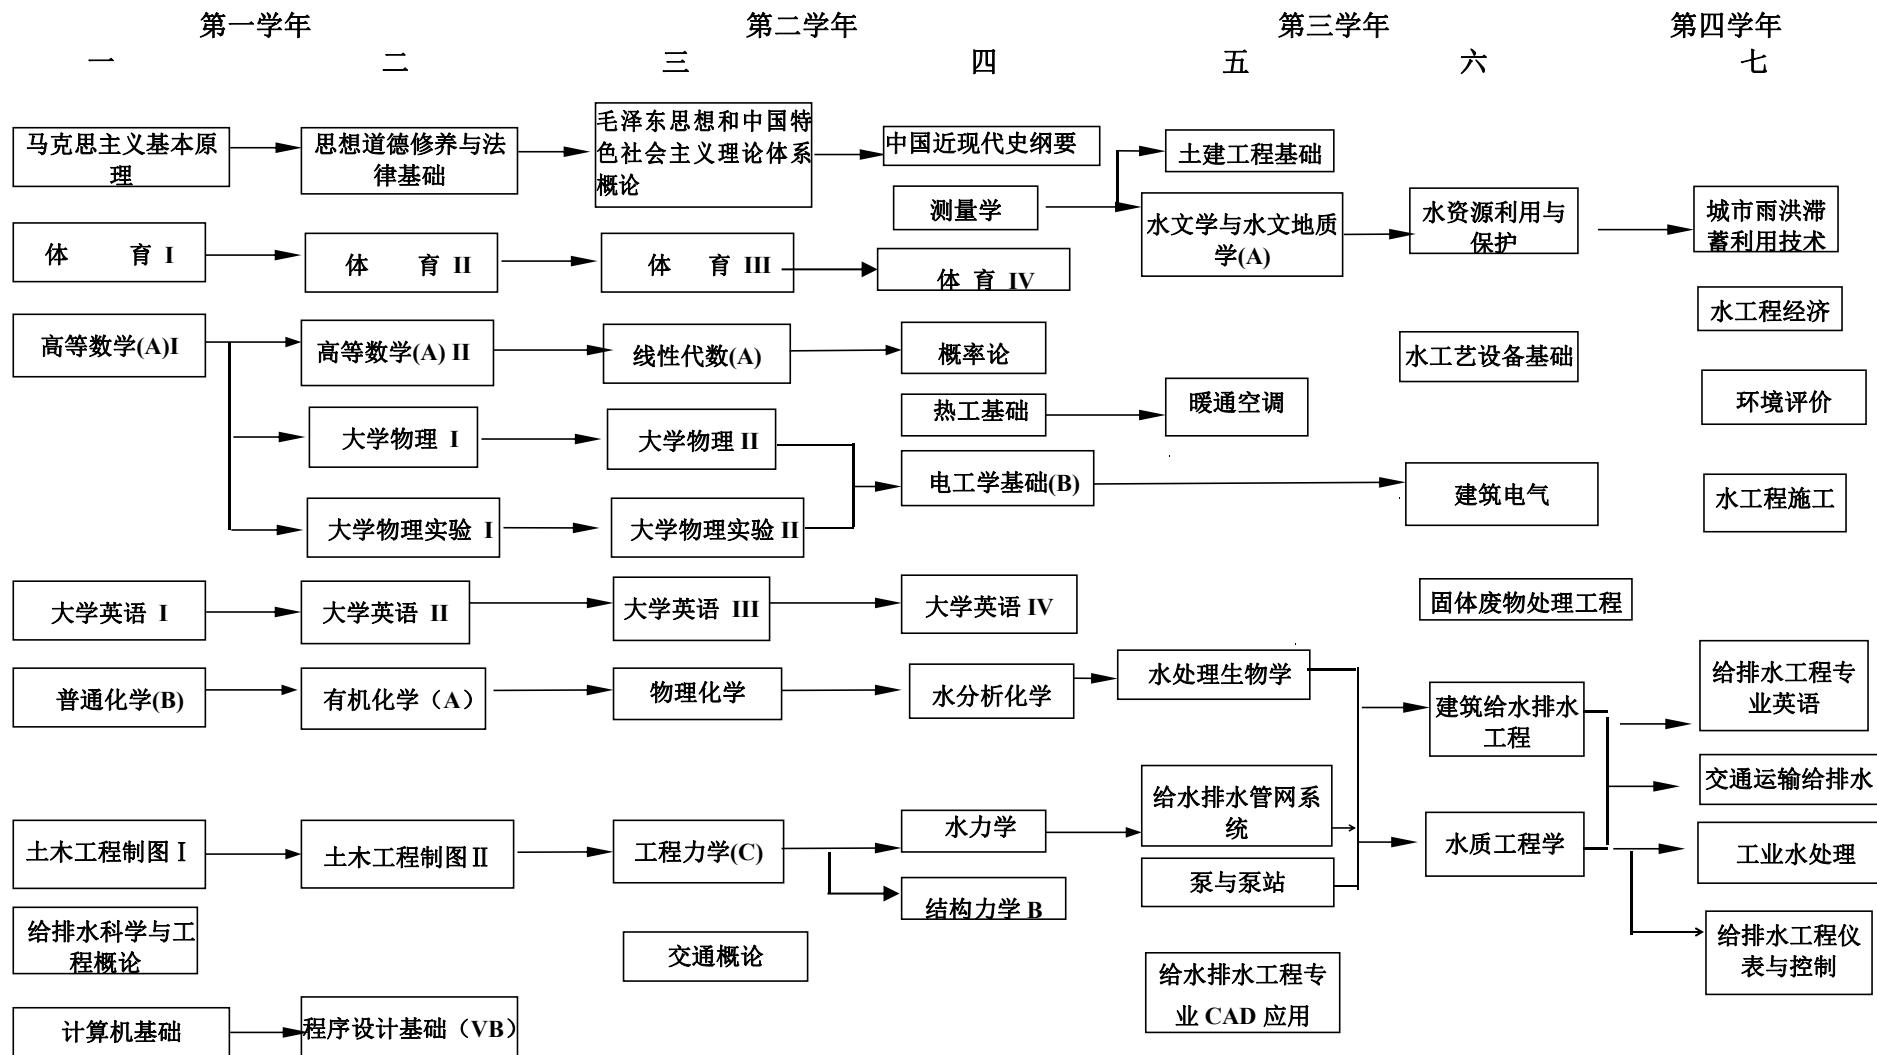 第一学年
第二学年
第三学年
第四学年
一
二
三
四
五
六
七
马克思主义基本原
理
思想道德修养与法
律基础
毛泽东思想和中国特
色社会主义理论体系
概论
中国近现代史纲要
土建工程基础
测量学
水文学与水文地质
学(A)
水资源利用与
保护
城市雨洪滞
蓄利用技术
体 育 I
体 育 II
体 育 III
体 育 IV
水工程经济
高等数学(A)I
高等数学(A) II
线性代数(A)
概率论
水工艺设备基础
热工基础
暖通空调
环境评价
大学物理 I
大学物理 II
电工学基础(B)
建筑电气
水工程施工
大学物理实验 I
大学物理实验 II
大学英语 I
大学英语 II
大学英语 III
大学英语 IV
固体废物处理工程
普通化学(B)
有机化学（A）
物理化学
水分析化学
水处理生物学
建筑给水排水
工程
给排水工程专
业英语
交通运输给排水
土木工程制图Ⅰ
土木工程制图Ⅱ
工程力学(C)
水力学
给水排水管网系
统
水质工程学
工业水处理
泵与泵站
结构力学 B
给排水科学与工
程概论
交通概论
给水排水工程专
业 CAD 应用
给排水工程仪
表与控制
计算机基础
程序设计基础（VB）